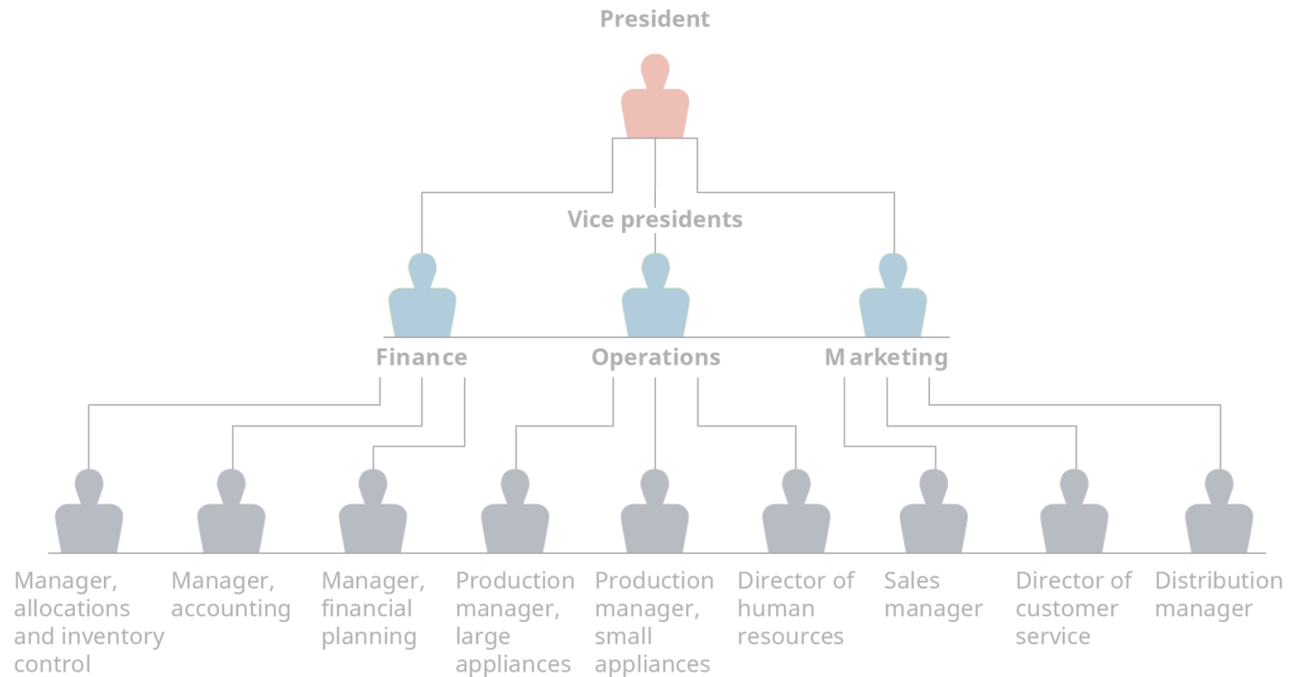 President
Vice presidents
Finance
Operations
Marketing
Manager,
allocations
and inventory
control
Manager,
accounting
Manager,
financial
planning
Production
manager,
large
appliances
Production
manager,
small
appliances
Director of
human
resources
Sales
manager
Director of
customer
service
Distribution
manager